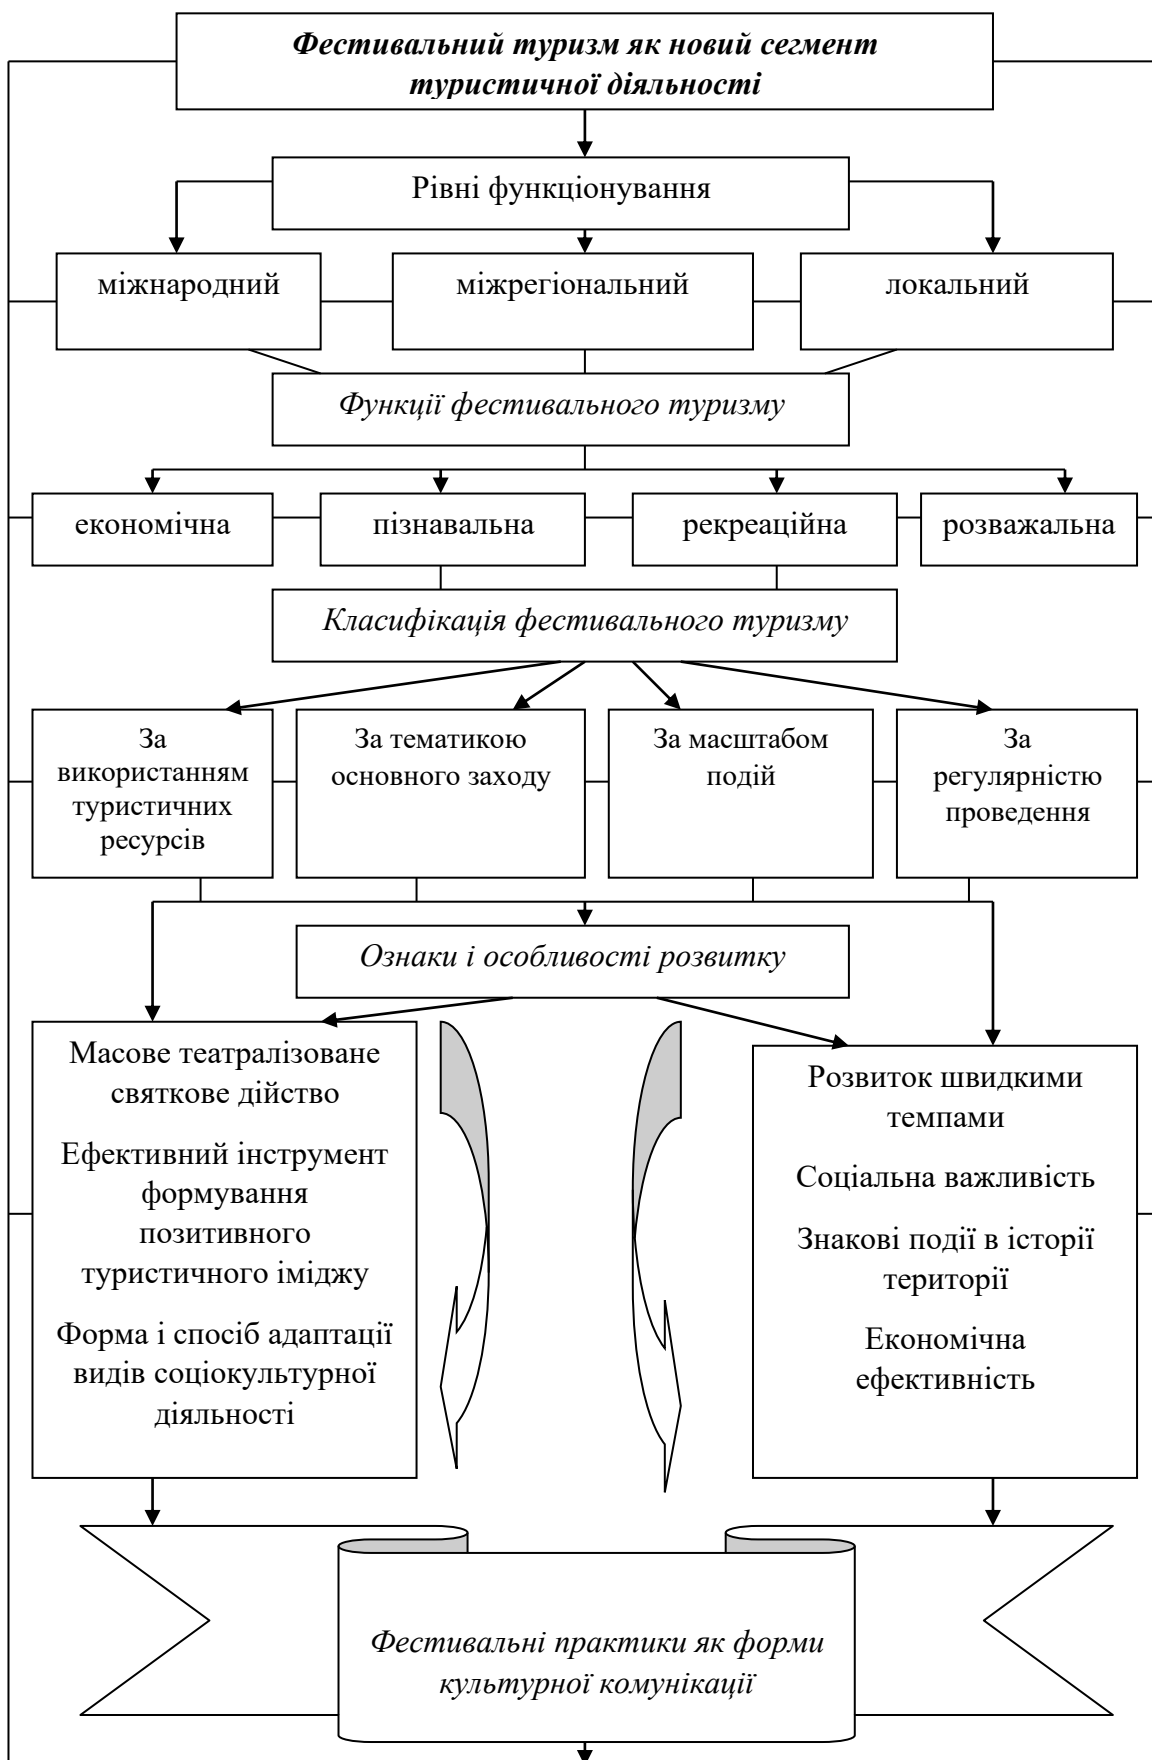 Фестивальний туризм як новий сегмент
туристичної діяльності
Рівні функціонування
міжнародний
міжрегіональний
локальний
Функції фестивального туризму
економічна
пізнавальна
рекреаційна
розважальна
Класифікація фестивального туризму
За
використанням
туристичних
ресурсів
За тематикою
основного заходу
За масштабом
подій
За
регулярністю
проведення
Ознаки і особливості розвитку
Масове театралізоване
святкове дійство
Ефективний інструмент
формування
позитивного
туристичного іміджу
Форма і спосіб адаптації
видів соціокультурної
діяльності
Розвиток швидкими
темпами
Соціальна важливість
Знакові події в історії
території
Економічна
ефективність
Фестивальні практики як форми
культурної комунікації